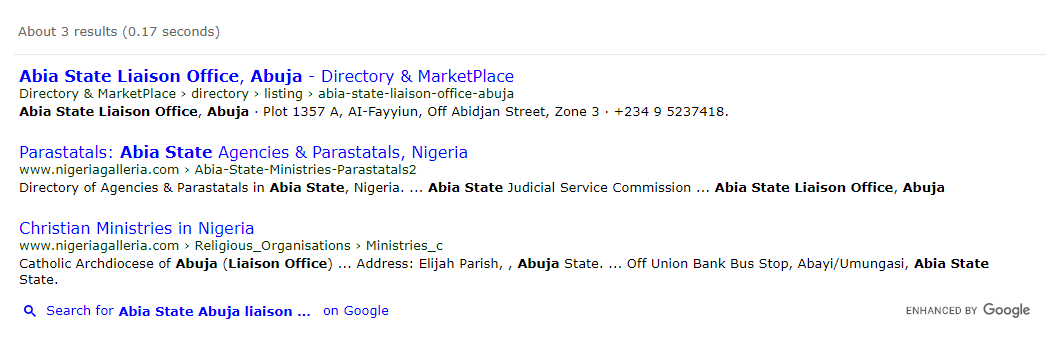 About 3 results (0.17 seconds)
Abia State Liaison Office, Abuja - Directory & MarketPlace
Directory & MarketPlace › directory › listing › abia-state-liaison-office-abuja
Abia State Liaison Office, Abuja · Plot 1357 A, AI-Fayyiun, Off Abidjan Street, Zone 3 · +234 9 5237418.
Parastatals: Abia State Agencies & Parastatals, Nigeria
www.nigeriagalleria.com › Abia-State-Ministries-Parastatals2
Directory of Agencies & Parastatals in Abia State, Nigeria. ... Abia State Judicial Service Commission ... Abia State Liaison Office, Abuja
Christian Ministries in Nigeria
www.nigeriagalleria.com › Religious_Organisations › Ministries_c
Catholic Archdiocese of Abuja (Liaison Office) ... Address: Elijah Parish, , Abuja State. ... Off Union Bank Bus Stop, Abayi/Umungasi, Abia State
State.
Search for Abia State Abuja liaison ... on Google
ENHANCED BY Google